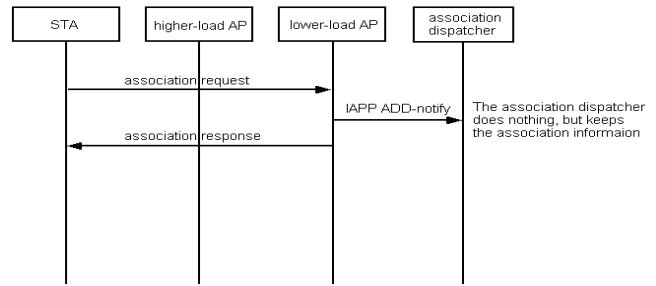 STA
higher-load AP
lower-load AP
association
dispatcher
association request
IAPP ADD-notify
The association dispatcher
does nothing, but keeps
the association informaion
association response